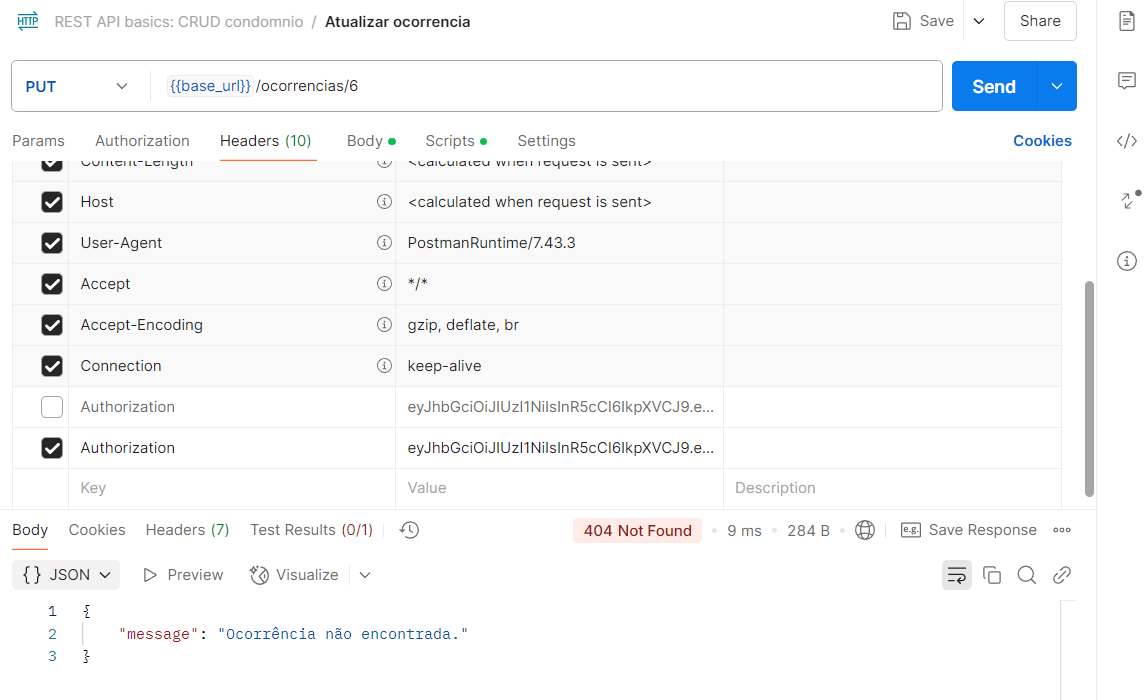 HTTP REST API basics: CRUD condomnio / Atualizar ocorrencia Save Share
PUT {{base_url}} /ocorrencias/6 Send
Params Authorization Headers (10) Body Scripts Settings Cookies
Content-Length <calculated when request is sent>
Host <calculated when request is sent>
User-Agent PostmanRuntime/7.43.3
Accept */*
Accept-Encoding gzip, deflate, br
Connection keep-alive
Authorization eyJhbGciOiJIUzI1NiIsInR5cCI6IkpXVCJ9.e...
Authorization eyJhbGciOiJIUzI1NiIsInR5cCI6IkpXVCJ9.e...
Key Value Description
Body Cookies Headers (7) Test Results (0/1) 404 Not Found 9 ms 284 B e.g. Save Response
{} JSON Preview Visualize
1 {
2 "message": "Ocorrência não encontrada."
3 }